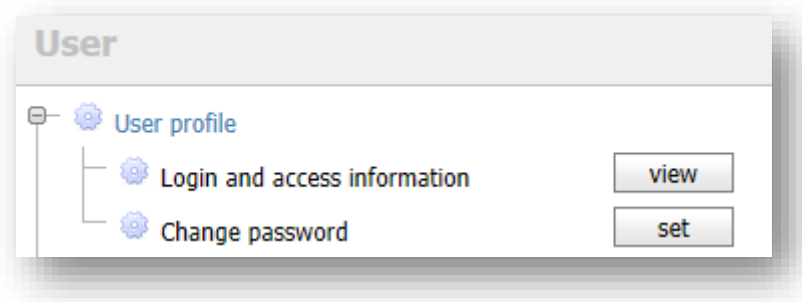 User
User profile
Login and access information view
Change password set